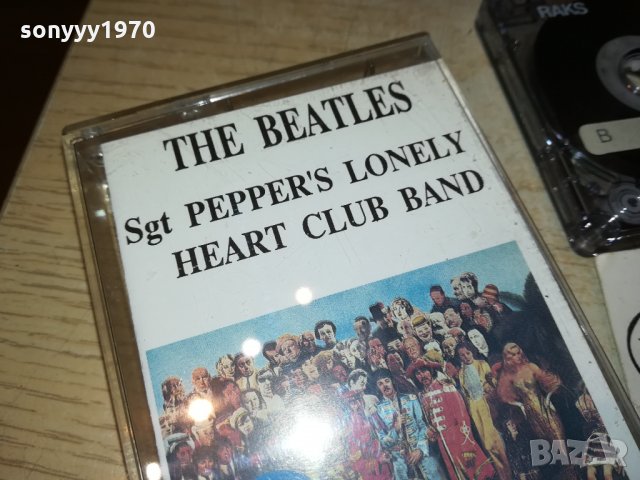 sonyyy1970
RAKS
B
THE BEATLES
Sgt PEPPER'S LONELY
HEART CLUB BAND
BAZAR